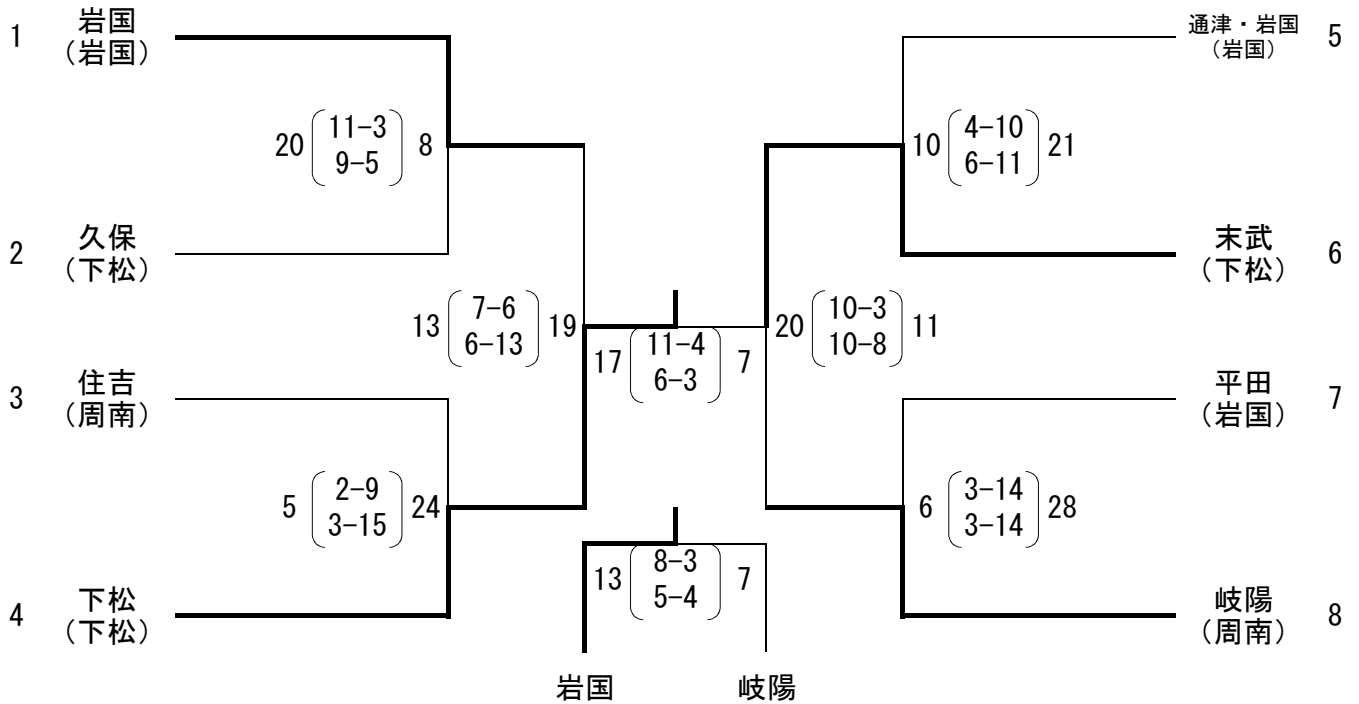 1 岩国
（岩国）
通津・岩国 5
（岩国）
20 11-3 8
9-5
10 4-10 21
6-11
2 久保
（下松）
末武 6
（下松）
13 7-6 19
6-13
17 11-4 7
6-3
20 10-3 11
10-8
3 住吉
（周南）
平田 7
（岩国）
5 2-9 24
3-15
6 3-14 28
3-14
13 8-3 7
5-4
4 下松
（下松）
岐陽 8
（周南）
岩国 岐陽